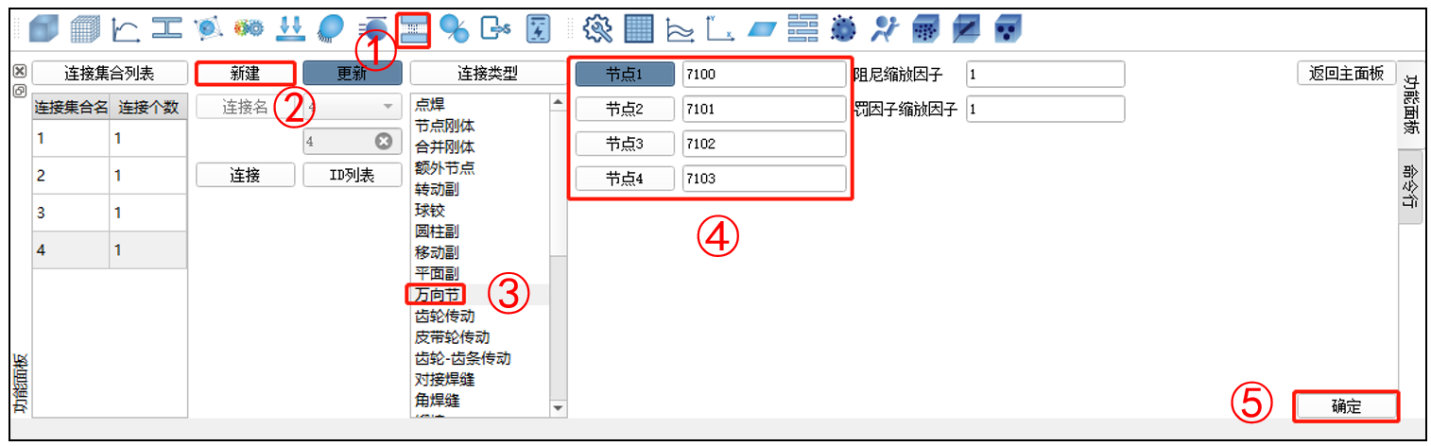 ①
连接集合列表
新建
更新
连接类型
节点1
7100
阻尼缩放因子
1
返回主面板
连接集合名
连接个数
连接名
②
4
节点2
7101
罚因子缩放因子
1
1
1
4
节点3
7102
2
1
连接
ID列表
节点4
7103
3
1
4
1
点焊
节点刚体
合并刚体
额外节点
转动副
球铰
圆柱副
移动副
平面副
万向节
③
④
齿轮传动
皮带轮传动
齿轮-齿条传动
对接焊缝
角焊缝
⑤
确定
功能面板
功能面板
命令行